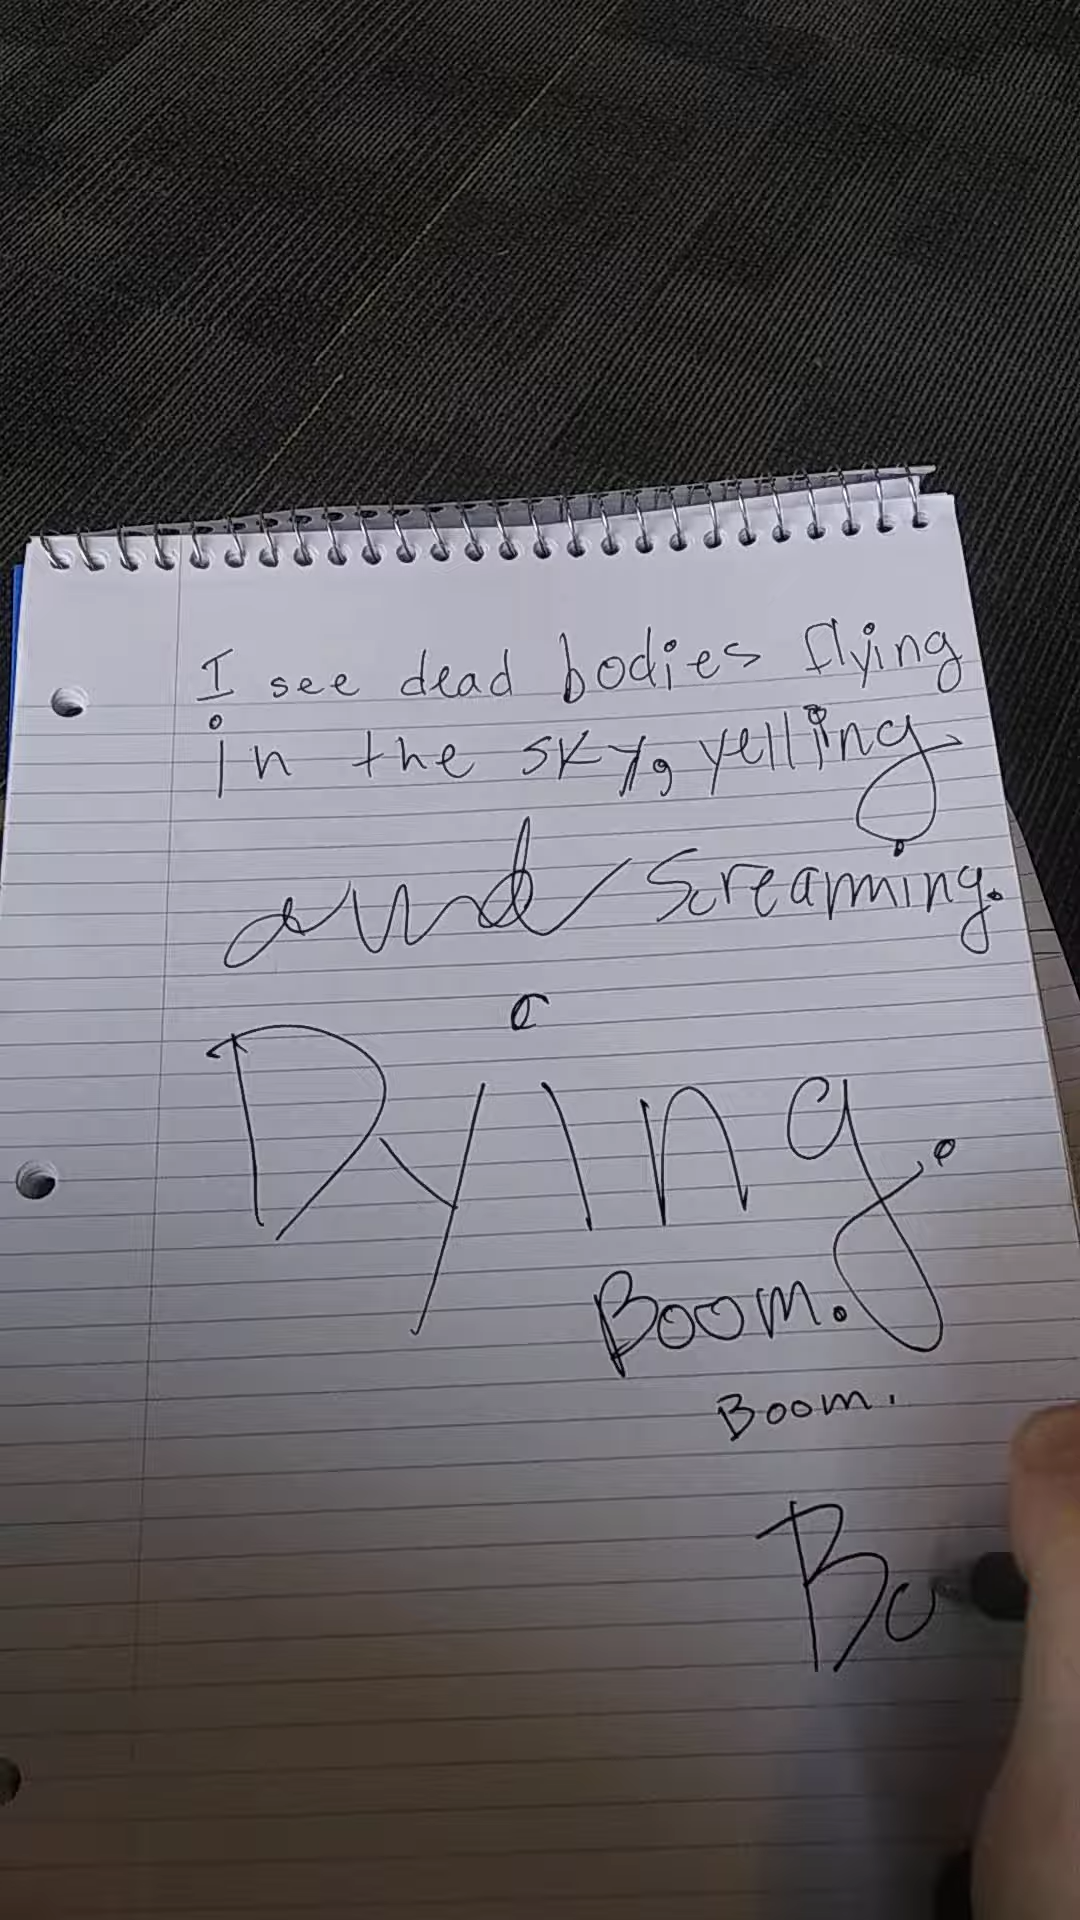 I see dead bodies flying
in the sky, yelling
and screaming.
Dying.
Boom.
Boom.
Bo